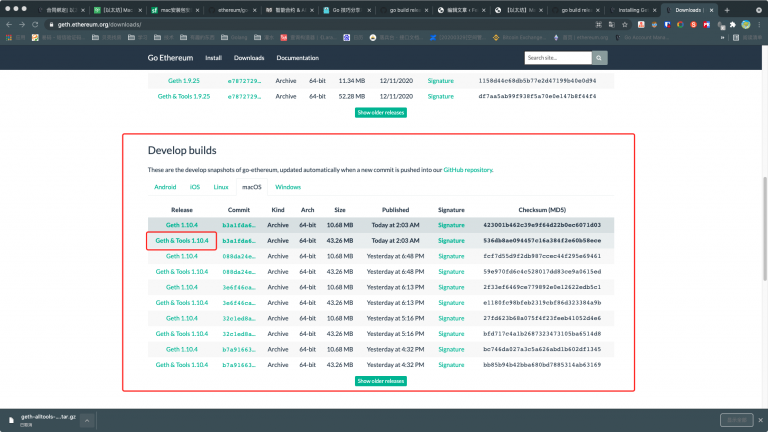 geth.ethereum.org/downloads/
Go Ethereum Install Downloads Documentation Search site...
Geth 1.9.25 e7872729... Archive 64-bit 11.34 MB 12/11/2020 Signature 1158d44c68db5b77e2d47199b40e0d94
Geth & Tools 1.9.25 e7872729... Archive 64-bit 52.28 MB 12/11/2020 Signature df7aa5ab99f938f5a70e0e147b8f44f4
Show older releases
Develop builds
These are the develop snapshots of go-ethereum, updated automatically when a new commit is pushed into our GitHub repository.
Android iOS Linux macOS Windows
Release Commit Kind Arch Size Published Signature Checksum (MD5)
Geth 1.10.4 b3a1fda6... Archive 64-bit 10.68 MB Today at 2:03 AM Signature 423001b462c39e9f64d22b0ec6071d03
Geth & Tools 1.10.4 b3a1fda6... Archive 64-bit 43.26 MB Today at 2:03 AM Signature 536db8ae094457c16a384f2e60b58ece
Geth 1.10.4 088da24e... Archive 64-bit 10.68 MB Yesterday at 6:48 PM Signature fcf7d55d9f2db987ccec44f295e69461
Geth & Tools 1.10.4 088da24e... Archive 64-bit 43.26 MB Yesterday at 6:48 PM Signature 59e970fd6c4c528017dd83ce9a0615ed
Geth 1.10.4 3e6f46ca... Archive 64-bit 10.68 MB Yesterday at 6:13 PM Signature 2f33ef6469ce779892e0e12622edb5c1
Geth & Tools 1.10.4 3e6f46ca... Archive 64-bit 43.26 MB Yesterday at 6:13 PM Signature e1180fc98bfeb2319cbf86d323384a9b
Geth 1.10.4 32c1ed8a... Archive 64-bit 10.68 MB Yesterday at 5:16 PM Signature 27fd623b68a075f4f23feeb41052d4e6
Geth & Tools 1.10.4 32c1ed8a... Archive 64-bit 43.26 MB Yesterday at 5:16 PM Signature bfd717c4a1b2687323473105ba6514d8
Geth 1.10.4 b7a91661... Archive 64-bit 10.68 MB Yesterday at 4:32 PM Signature bc746da027a3c5a626abd1b602df1345
Geth & Tools 1.10.4 b7a91661... Archive 64-bit 43.26 MB Yesterday at 4:32 PM Signature bb85b94b42bba680bd7885314ab63169
Show older releases
geth-alltools-....tar.gz
已取消